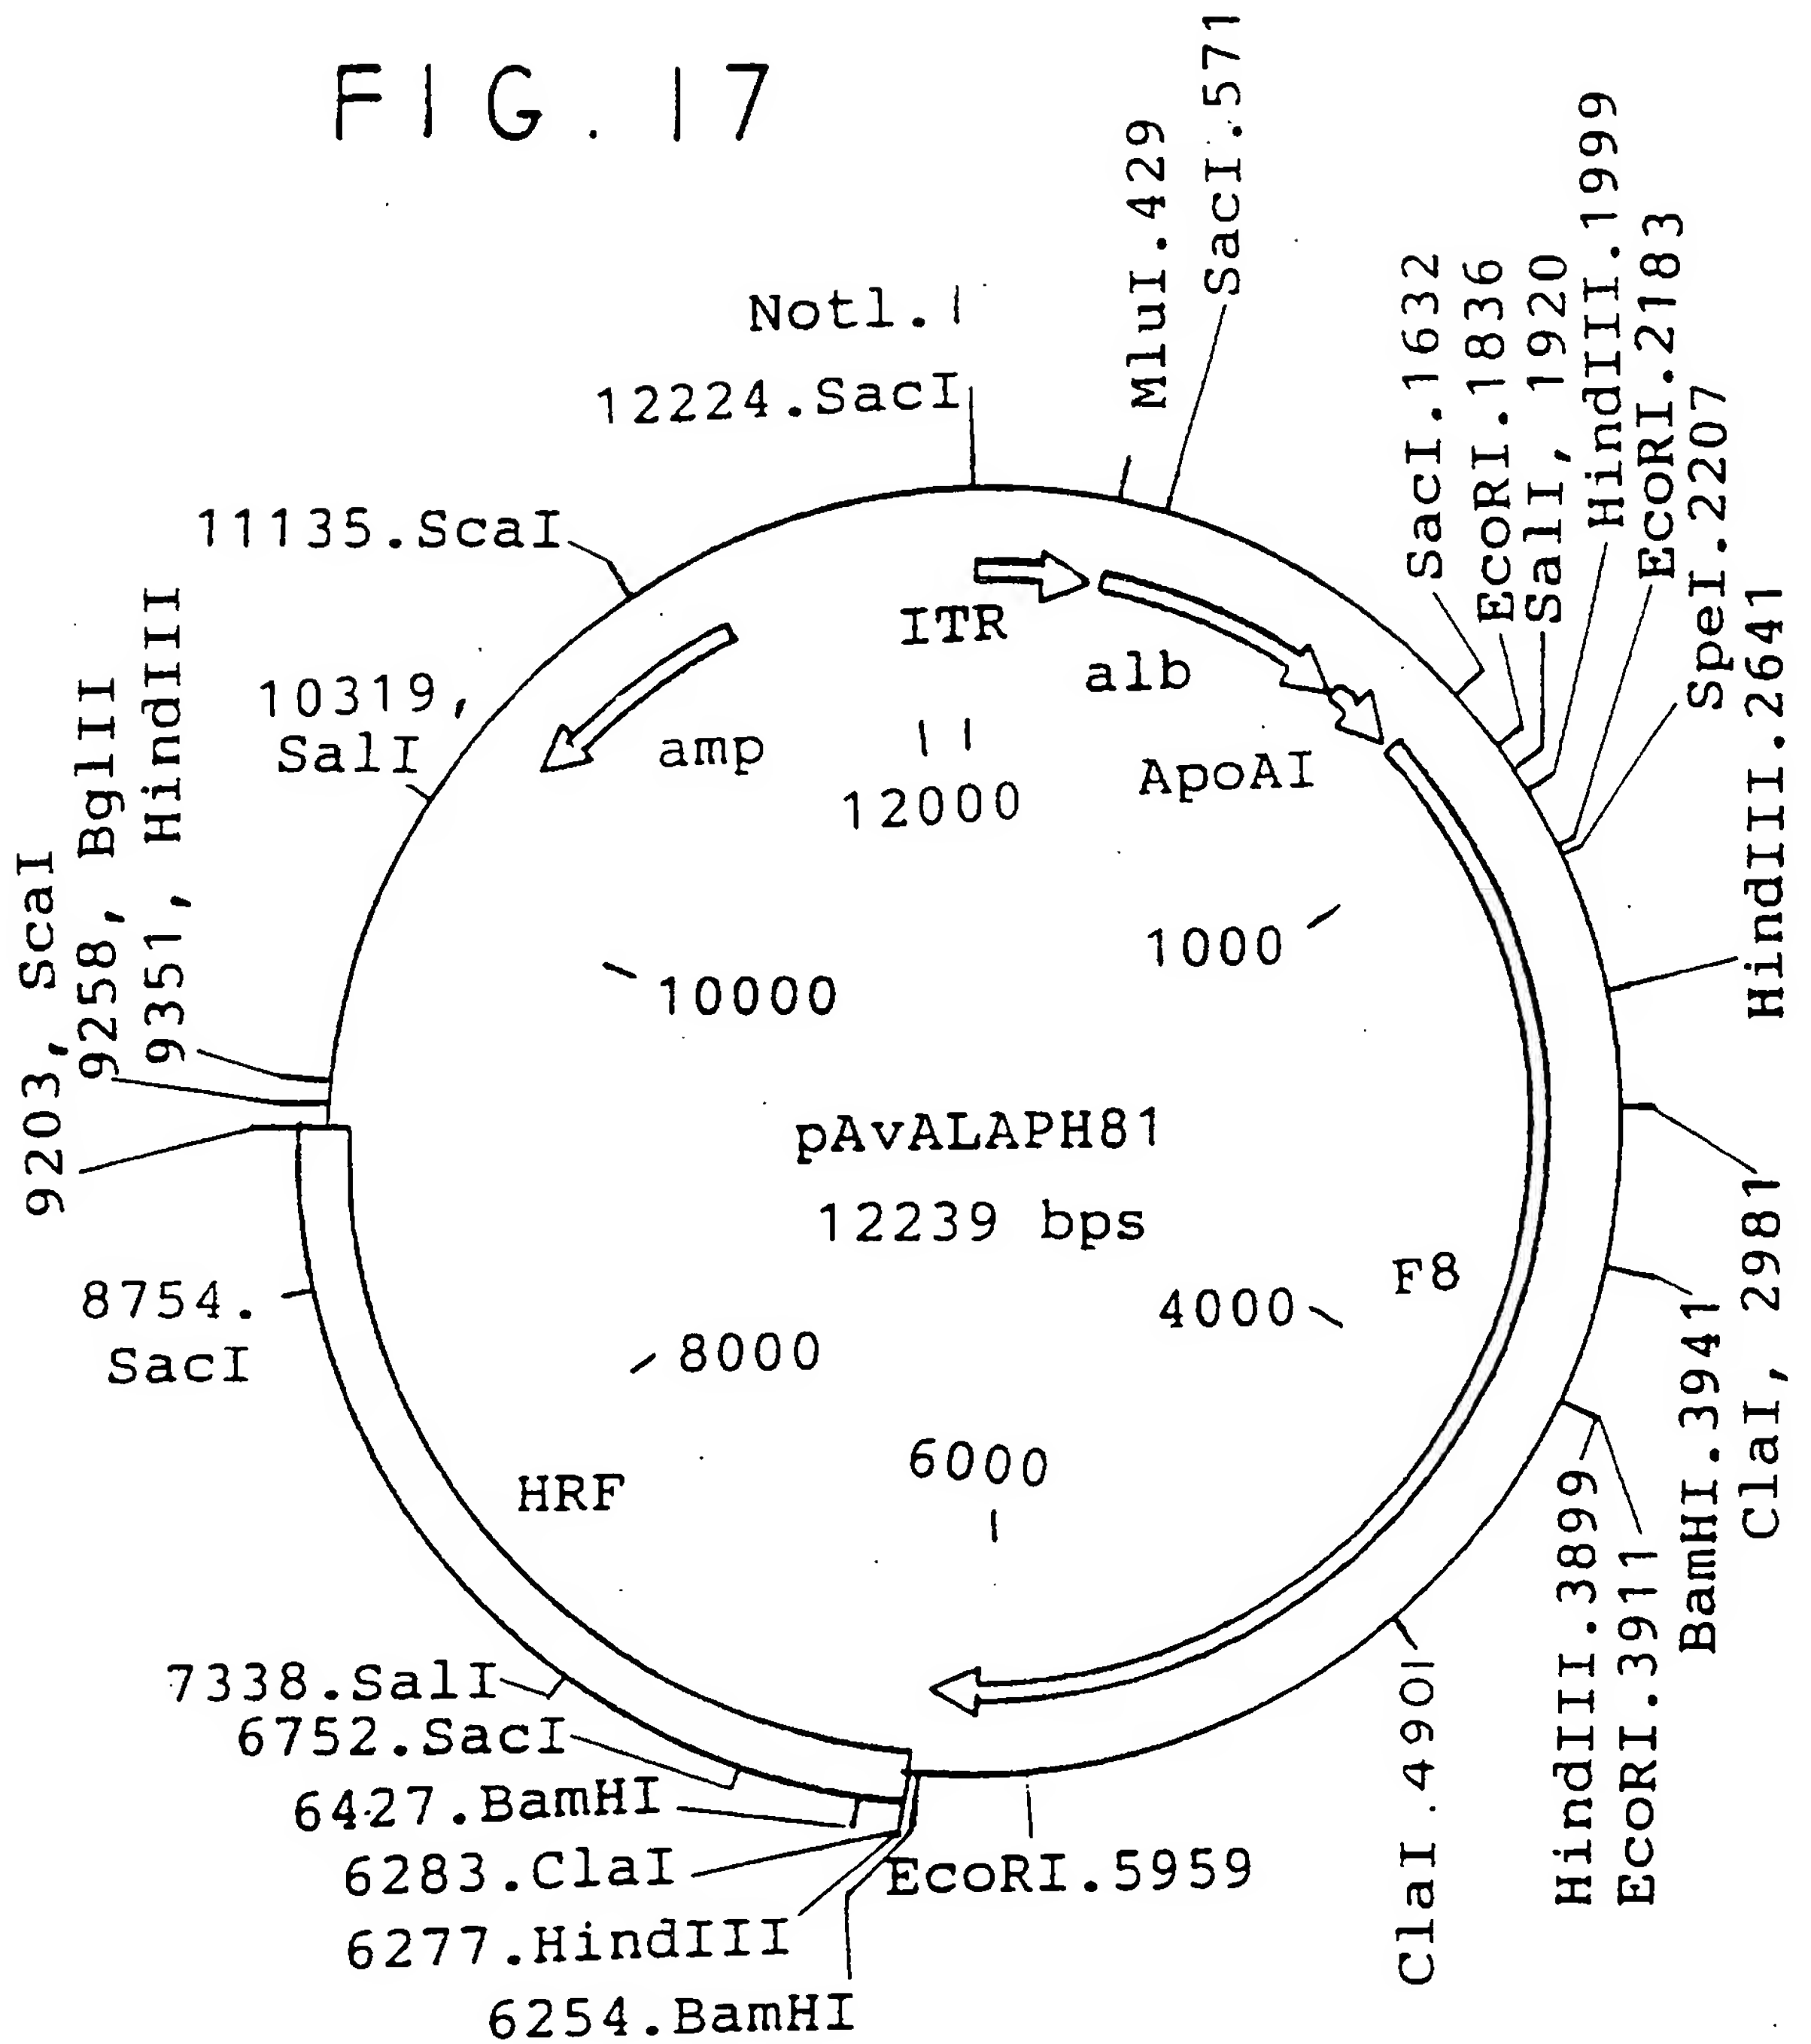 FIG. 17
NotI. 1
12224.SacI
MluI.429
SacI.571
SacI.1632
EcoRI.1836
SalI, 1920
HindIII.1999
EcoRI.2183
SpeI.2207
HindIII.2641
ClaI, 2981
BamHI.3941
HindIII.3899
EcoRI.3911
ClaI.4901
EcoRI.5959
6254.BamHI
6277.HindIII
6283.ClaI
6427.BamHI
6752.SacI
7338.SalI
8754.
SacI
9203, ScaI
9258, BglII
9351, HindIII
10319,
SalI
11135.ScaI
ITR
alb
ApoAI
F8
HRF
amp
12000
1000
4000
6000
8000
10000
pAvALAPH81
12239 bps